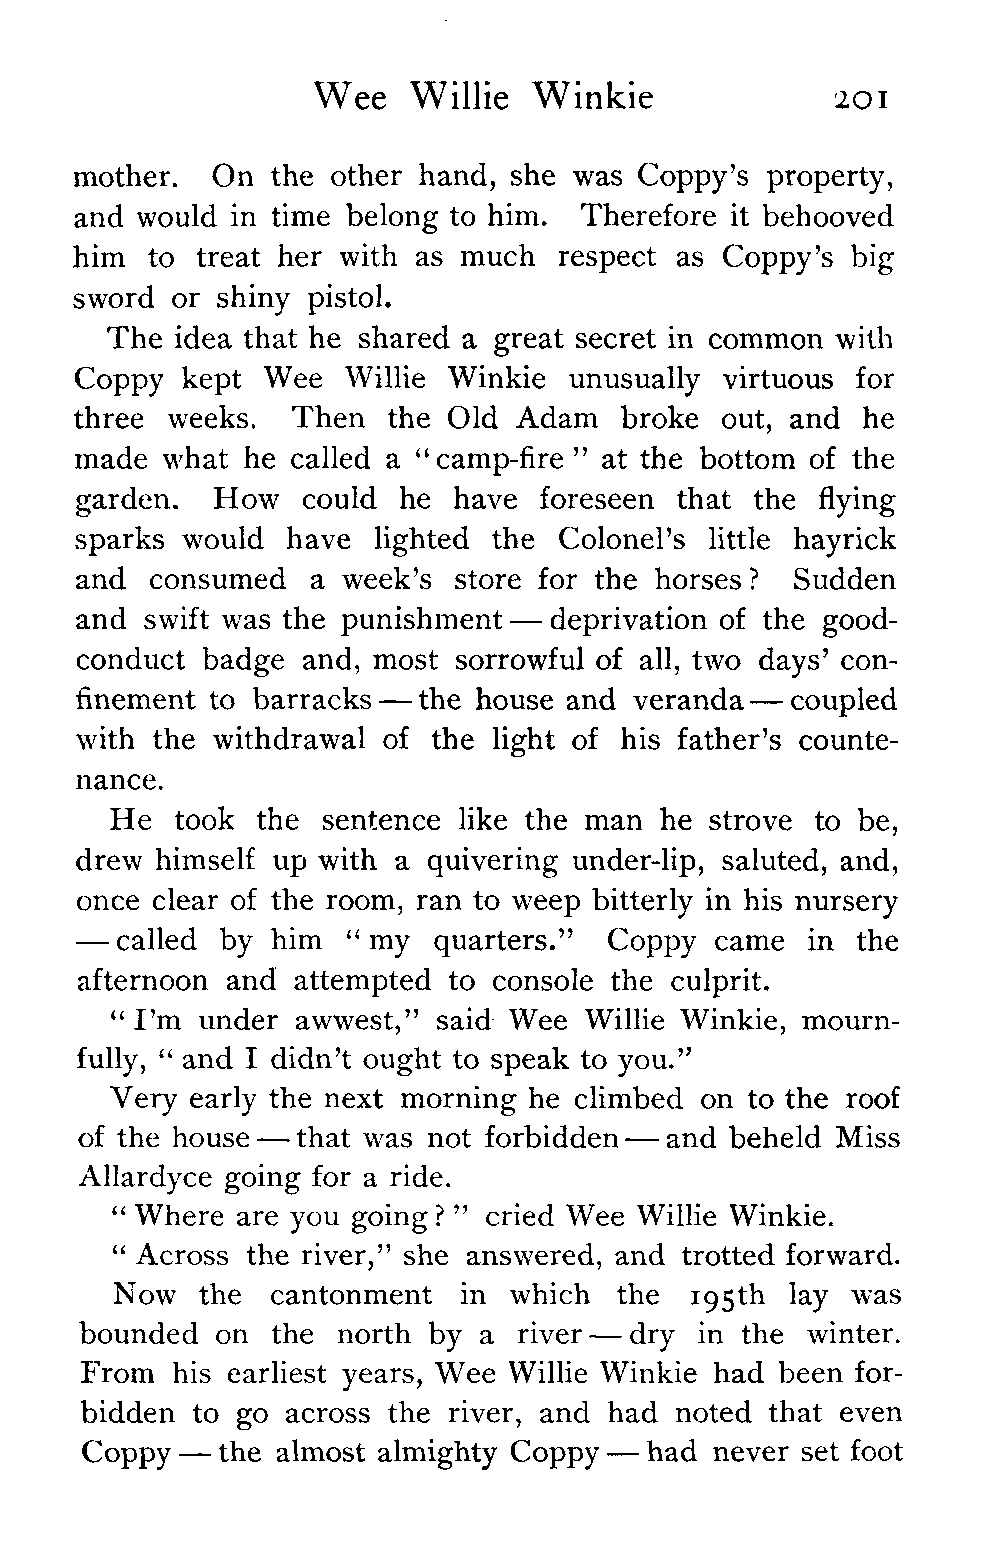 Wee Willie Winkie 201
mother. On the other hand, she was Coppy's property,
and would in time belong to him. Therefore it behooved
him to treat her with as much respect as Coppy's big
sword or shiny pistol.
The idea that he shared a great secret in common with
Coppy kept Wee Willie Winkie unusually virtuous for
three weeks. Then the Old Adam broke out, and he
made what he called a "camp-fire" at the bottom of the
garden. How could he have foreseen that the flying
sparks would have lighted the Colonel's little hayrick
and consumed a week's store for the horses? Sudden
and swift was the punishment — deprivation of the good-
conduct badge and, most sorrowful of all, two days' con-
finement to barracks — the house and veranda — coupled
with the withdrawal of the light of his father's counte-
nance.
He took the sentence like the man he strove to be,
drew himself up with a quivering under-lip, saluted, and,
once clear of the room, ran to weep bitterly in his nursery
— called by him "my quarters." Coppy came in the
afternoon and attempted to console the culprit.
"I'm under awwest," said Wee Willie Winkie, mourn-
fully, "and I didn't ought to speak to you."
Very early the next morning he climbed on to the roof
of the house — that was not forbidden — and beheld Miss
Allardyce going for a ride.
"Where are you going?" cried Wee Willie Winkie.
"Across the river," she answered, and trotted forward.
Now the cantonment in which the 195th lay was
bounded on the north by a river — dry in the winter.
From his earliest years, Wee Willie Winkie had been for-
bidden to go across the river, and had noted that even
Coppy — the almost almighty Coppy — had never set foot